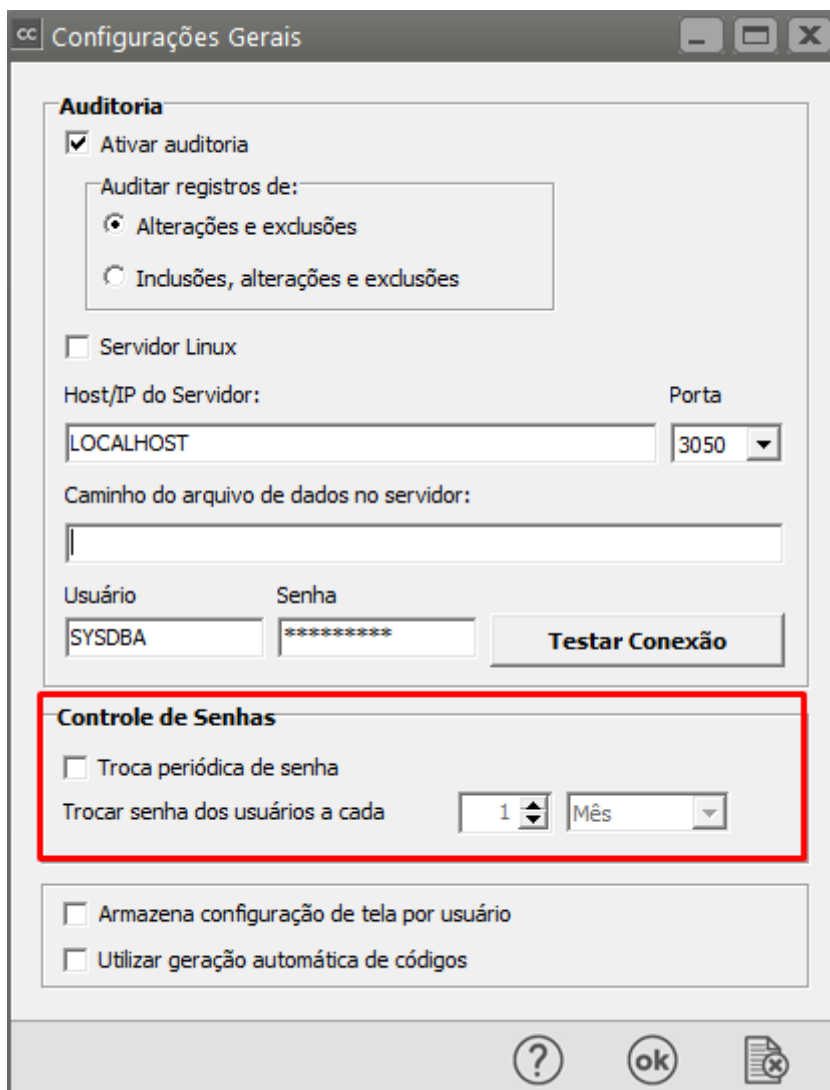 cc Configurações Gerais
Auditoria
Ativar auditoria
Auditar registros de:
Alterações e exclusões
Inclusões, alterações e exclusões
Servidor Linux
Host/IP do Servidor: Porta
LOCALHOST 3050
Caminho do arquivo de dados no servidor:
Usuário Senha
SYSDBA ********* Testar Conexão
Controle de Senhas
Troca periódica de senha
Trocar senha dos usuários a cada 1 Mês
Armazena configuração de tela por usuário
Utilizar geração automática de códigos
? ok